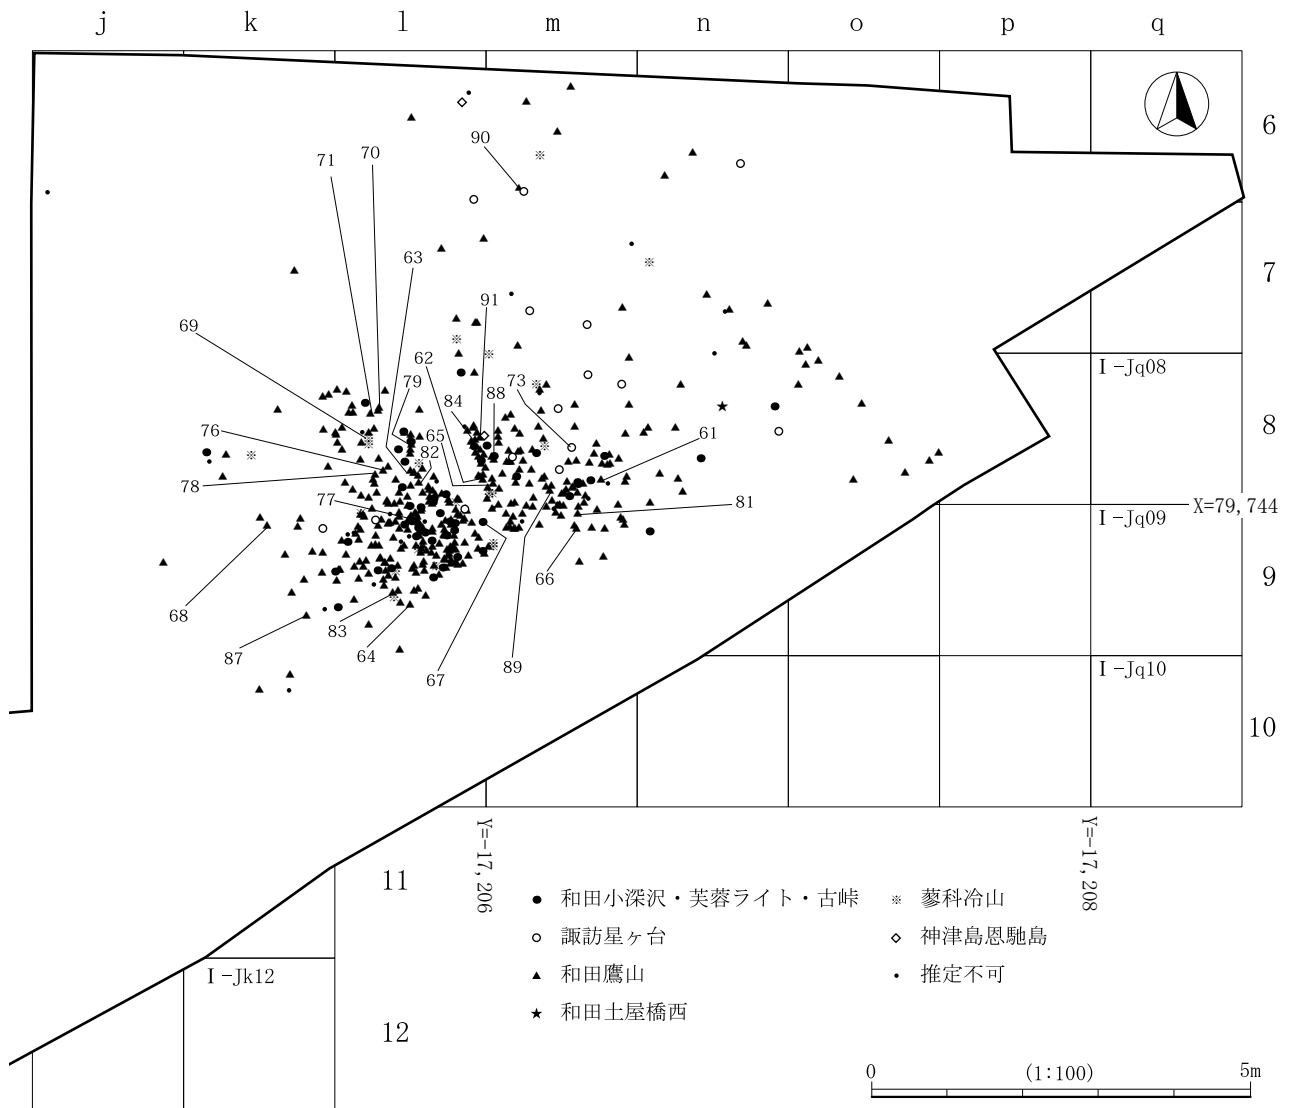 j k l m n o p q
6
90
71 70
63
7
91
69
62
79 73 88
I-Jq08
84
76 65 61
8
82
78
77 81
X=79,744
I-Jq09
66
9
68
83
87 64 67 89
I-Jq10
10
Y=-17,206
Y=-17,208
11
● 和田小深沢・芙蓉ライト・古峠
※ 蓼科冷山
○ 諏訪星ヶ台
◇ 神津島恩馳島
▲ 和田鷹山
・ 推定不可
★ 和田土屋橋西
I-Jk12
12
0 (1:100) 5m